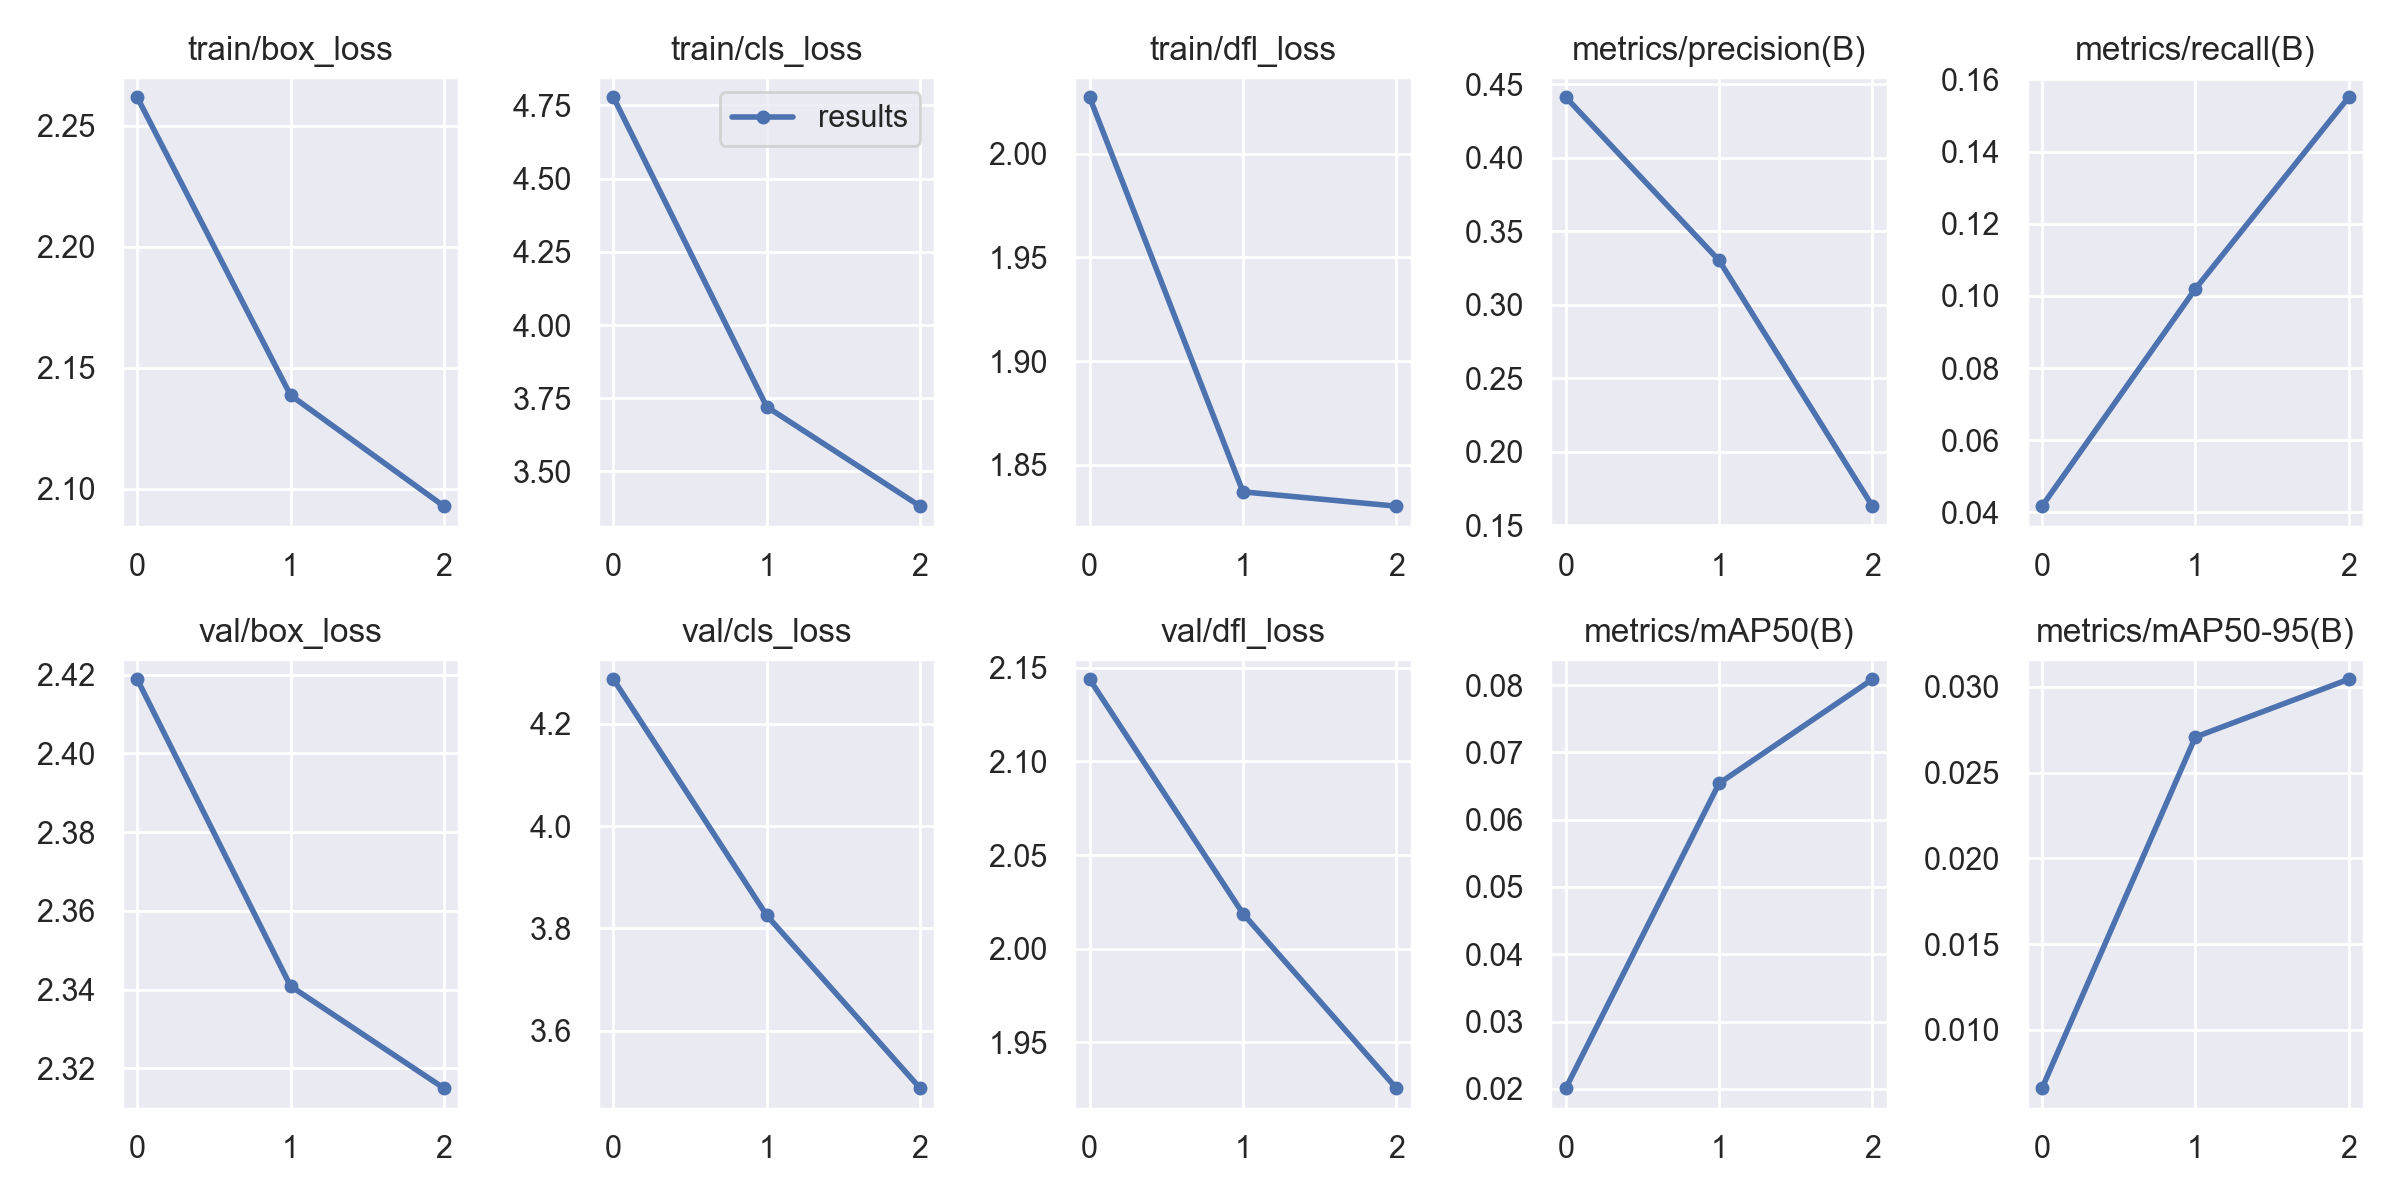 train/box_loss
2.25
2.20
2.15
2.10
0 1 2
train/cls_loss
results
4.75
4.50
4.25
4.00
3.75
3.50
0 1 2
train/dfl_loss
2.00
1.95
1.90
1.85
0 1 2
metrics/precision(B)
0.45
0.40
0.35
0.30
0.25
0.20
0.15
0 1 2
metrics/recall(B)
0.16
0.14
0.12
0.10
0.08
0.06
0.04
0 1 2
val/box_loss
2.42
2.40
2.38
2.36
2.34
2.32
0 1 2
val/cls_loss
4.2
4.0
3.8
3.6
0 1 2
val/dfl_loss
2.15
2.10
2.05
2.00
1.95
0 1 2
metrics/mAP50(B)
0.08
0.07
0.06
0.05
0.04
0.03
0.02
0 1 2
metrics/mAP50-95(B)
0.030
0.025
0.020
0.015
0.010
0 1 2